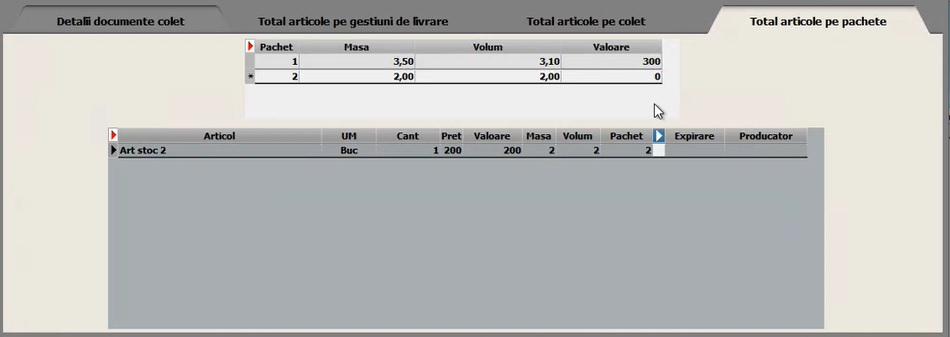 Detalii documente colet Total articole pe gestiuni de livrare Total articole pe colet Total articole pe pachete
Pachet Masa Volum Valoare
1 3,50 3,10 300
* 2 2,00 2,00 0
Articol UM Cant Pret Valoare Masa Volum Pachet Expirare Producator
Art stoc 2 Buc 1 200 200 2 2 2